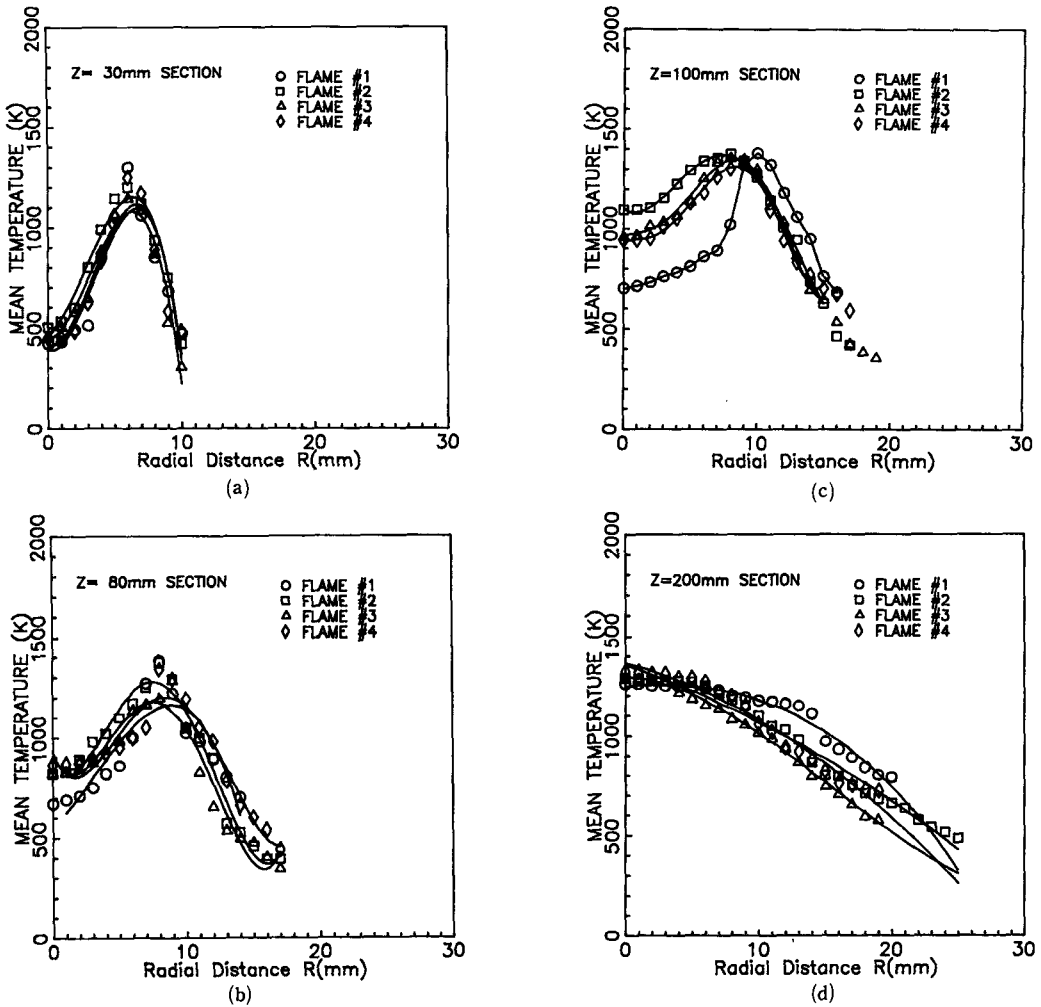 2000
1500
1000
500
0
MEAN TEMPERATURE (K)
Z= 30mm SECTION
FLAME #1
FLAME #2
FLAME #3
FLAME #4
0 10 20 30
Radial Distance R(mm)
(a)
2000
1500
1000
500
0
MEAN TEMPERATURE (K)
Z=100mm SECTION
FLAME #1
FLAME #2
FLAME #3
FLAME #4
0 10 20 30
Radial Distance R(mm)
(c)
2000
1500
1000
500
0
MEAN TEMPERATURE (K)
Z= 80mm SECTION
FLAME #1
FLAME #2
FLAME #3
FLAME #4
0 10 20 30
Radial Distance R(mm)
(b)
2000
1500
1000
500
0
MEAN TEMPERATURE (K)
Z=200mm SECTION
FLAME #1
FLAME #2
FLAME #3
FLAME #4
0 10 20 30
Radial Distance R(mm)
(d)